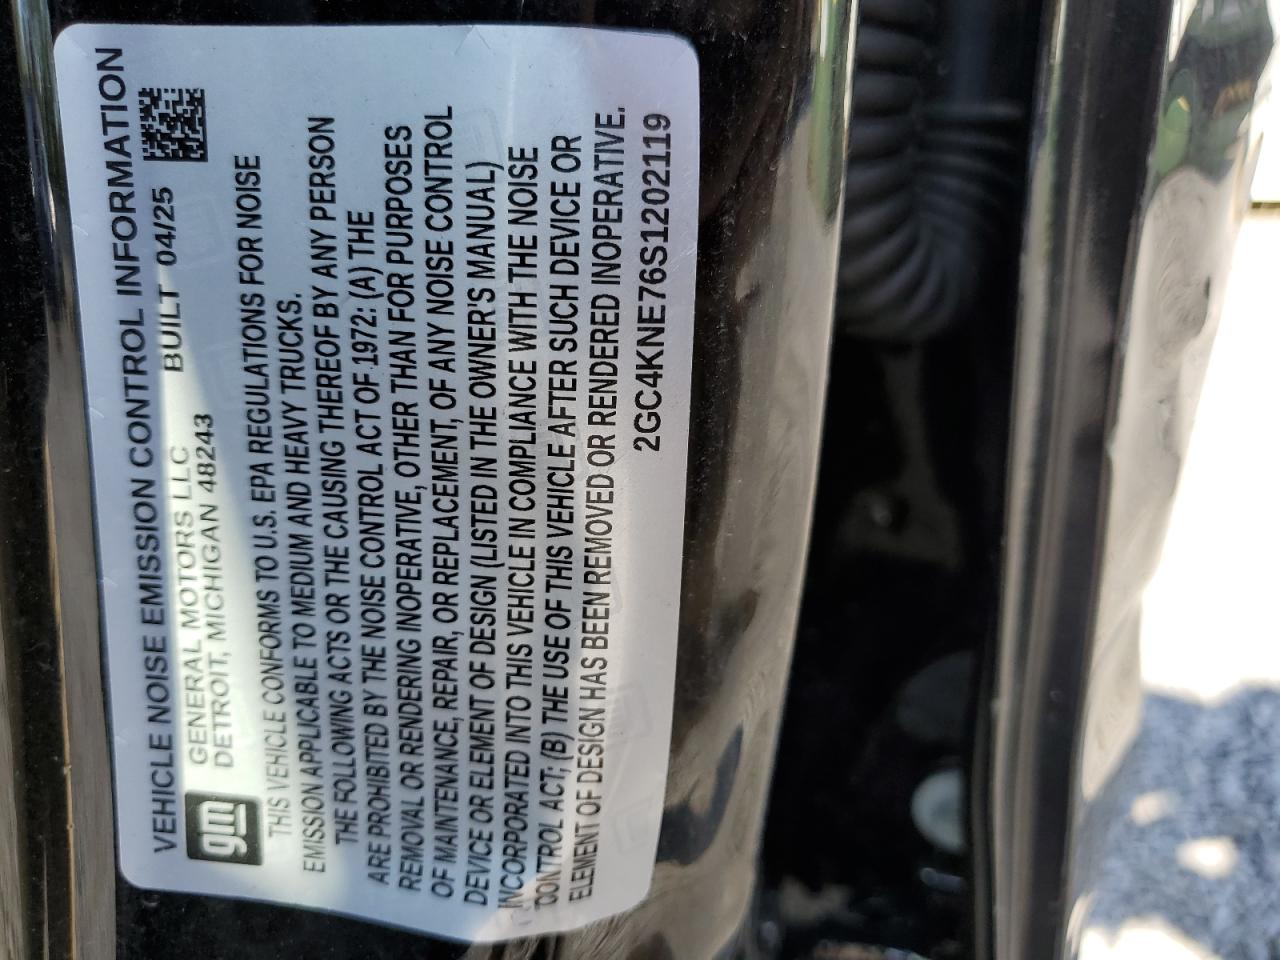 VEHICLE NOISE EMISSION CONTROL INFORMATION
gm
GENERAL MOTORS LLC BUILT 04/25
DETROIT, MICHIGAN 48243
THIS VEHICLE CONFORMS TO U.S. EPA REGULATIONS FOR NOISE
EMISSION APPLICABLE TO MEDIUM AND HEAVY TRUCKS.
THE FOLLOWING ACTS OR THE CAUSING THEREOF BY ANY PERSON
ARE PROHIBITED BY THE NOISE CONTROL ACT OF 1972: (A) THE
REMOVAL OR RENDERING INOPERATIVE, OTHER THAN FOR PURPOSES
OF MAINTENANCE, REPAIR, OR REPLACEMENT, OF ANY NOISE CONTROL
DEVICE OR ELEMENT OF DESIGN (LISTED IN THE OWNER'S MANUAL)
INCORPORATED INTO THIS VEHICLE IN COMPLIANCE WITH THE NOISE
CONTROL ACT; (B) THE USE OF THIS VEHICLE AFTER SUCH DEVICE OR
ELEMENT OF DESIGN HAS BEEN REMOVED OR RENDERED INOPERATIVE.
2GC4KNE76S1202119